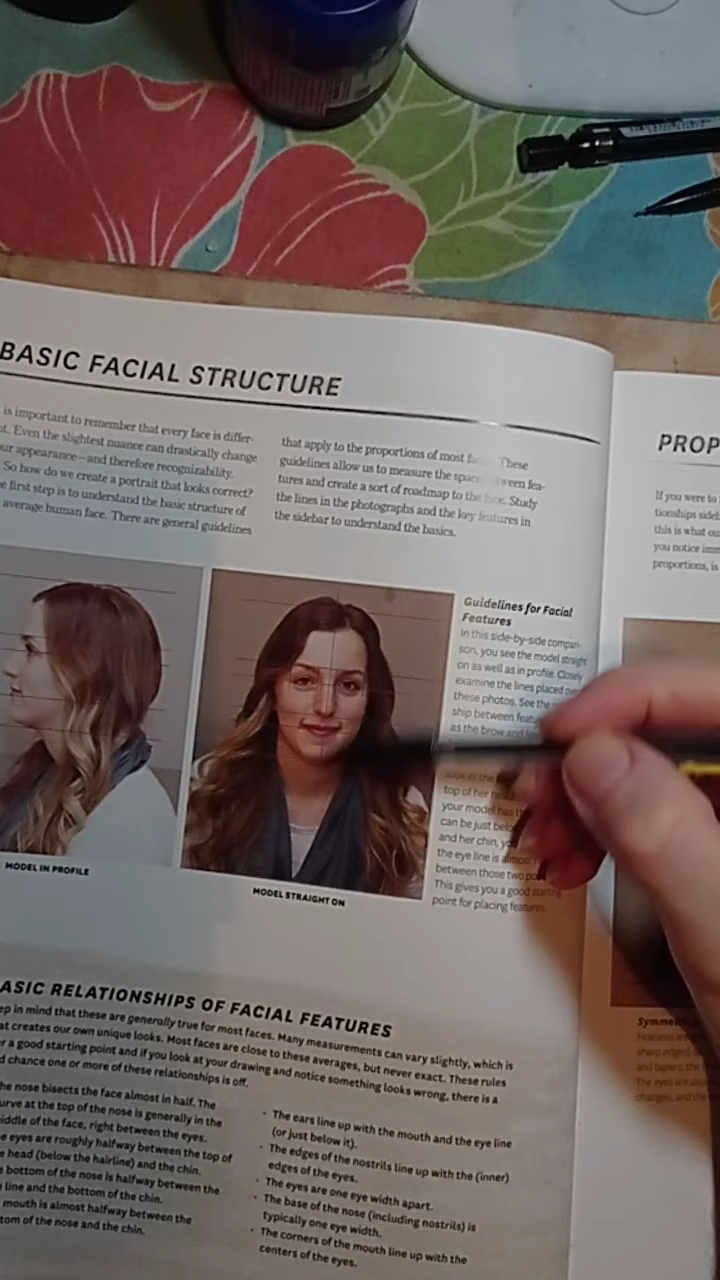 BASIC FACIAL STRUCTURE
is important to remember that every face is differ-
Even the slightest nuance can drastically change
appearance—and therefore recognizability.
So how do we create a portrait that looks correct?
first step is to understand the basic structure of
average human face. There are general guidelines
that apply to the proportions of most These
guidelines allow us to measure the fea-
tures and create a sort of roadmap to the Study
the lines in the photographs and the key features in
the sidebar to understand the basics.
Guidelines for Facial
Features
In this side-by-side compari-
son, you see the model straight
on as well as in profile. Closely
examine the lines placed
these photos. See the
ship between
as the brow and
top of her head
your model has
can be just
and her chin,
the eye line is almost
between those two
This gives you a good starting
point for placing features.
MODEL IN PROFILE
MODEL STRAIGHT ON
RELATIONSHIPS OF FACIAL FEATURES
in mind that these are generally true for most faces. Many measurements can vary slightly, which is
creates our own unique looks. Most faces are close to these averages, but never exact. These rules
a good starting point and if you look at your drawing and notice something looks wrong, there is a
chance one or more of these relationships is off.
nose bisects the face almost in half. The
at the top of the nose is generally in the
of the face, right between the eyes.
eyes are roughly halfway between the top of
head (below the hairline) and the chin.
bottom of the nose is halfway between the
line and the bottom of the chin.
mouth is almost halfway between the
of the nose and the chin.
• The ears line up with the mouth and the eye line
(or just below it).
• The edges of the nostrils line up with the (inner)
edges of the eyes.
• The eyes are one eye width apart.
• The base of the nose (including nostrils) is
typically one eye width.
• The corners of the mouth line up with the
centers of the eyes.
PROP
If you were to
tionships
this is what
you notice
proportions, is